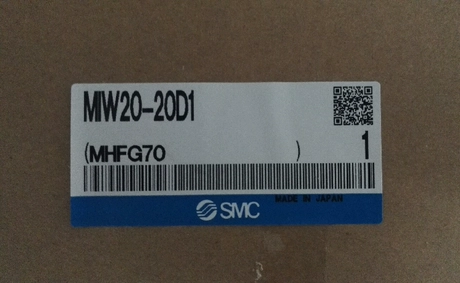 MIW20-20D1
(MHFG70 ) 1
MADE IN JAPAN
SMC